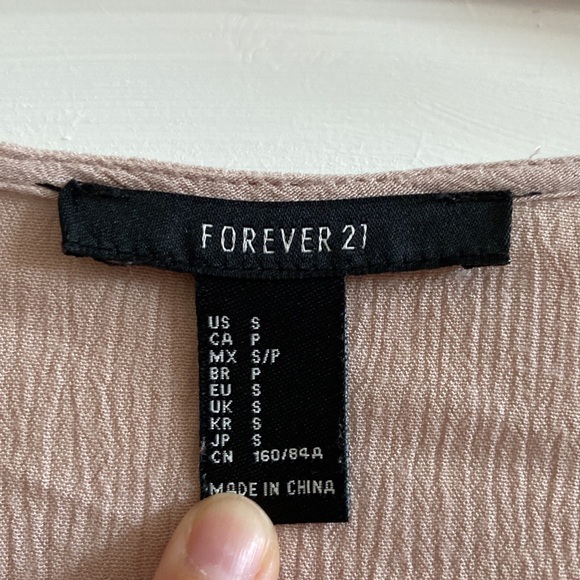 FOREVER 21
US S
CA P
MX S/P
BR P
EU S
UK S
KR S
JP S
CN 160/84A
MADE IN CHINA